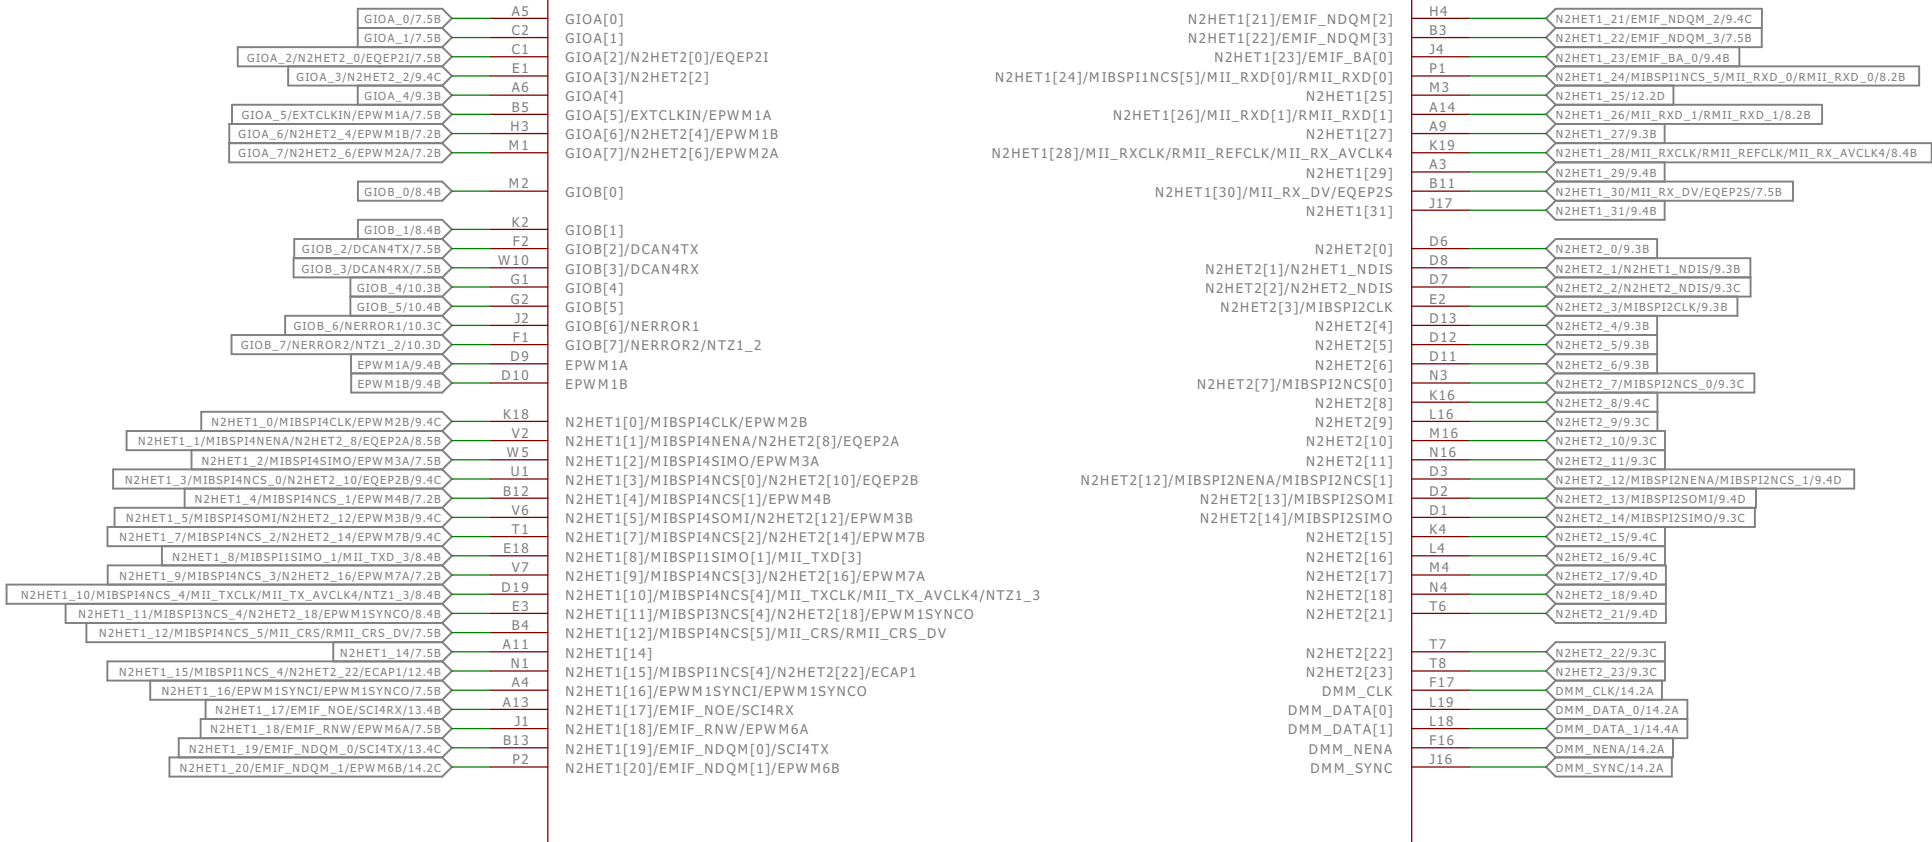 GIOA_0/7.5B A5 GIOA[0]
GIOA_1/7.5B C2 GIOA[1]
GIOA_2/N2HET2_0/EQEP2I/7.5B C1 GIOA[2]/N2HET2[0]/EQEP2I
GIOA_3/N2HET2_2/9.4C E1 GIOA[3]/N2HET2[2]
GIOA_4/9.3B A6 GIOA[4]
GIOA_5/EXTCLKIN/EPWM1A/7.5B B5 GIOA[5]/EXTCLKIN/EPWM1A
GIOA_6/N2HET2_4/EPWM1B/7.2B H3 GIOA[6]/N2HET2[4]/EPWM1B
GIOA_7/N2HET2_6/EPWM2A/7.2B M1 GIOA[7]/N2HET2[6]/EPWM2A
GIOB_0/8.4B M2 GIOB[0]
GIOB_1/8.4B K2 GIOB[1]
GIOB_2/DCAN4TX/7.5B F2 GIOB[2]/DCAN4TX
GIOB_3/DCAN4RX/7.5B W10 GIOB[3]/DCAN4RX
GIOB_4/10.3B G1 GIOB[4]
GIOB_5/10.4B G2 GIOB[5]
GIOB_6/NERROR1/10.3C J2 GIOB[6]/NERROR1
GIOB_7/NERROR2/NTZ1_2/10.3D F1 GIOB[7]/NERROR2/NTZ1_2
EPWM1A/9.4B D9 EPWM1A
EPWM1B/9.4B D10 EPWM1B
N2HET1_0/MIBSPI4CLK/EPWM2B/9.4C K18 N2HET1[0]/MIBSPI4CLK/EPWM2B
N2HET1_1/MIBSPI4NENA/N2HET2_8/EQEP2A/8.5B V2 N2HET1[1]/MIBSPI4NENA/N2HET2[8]/EQEP2A
N2HET1_2/MIBSPI4SIMO/EPWM3A/7.5B W5 N2HET1[2]/MIBSPI4SIMO/EPWM3A
N2HET1_3/MIBSPI4NCS_0/N2HET2_10/EQEP2B/9.4C U1 N2HET1[3]/MIBSPI4NCS[0]/N2HET2[10]/EQEP2B
N2HET1_4/MIBSPI4NCS_1/EPWM4B/7.2B B12 N2HET1[4]/MIBSPI4NCS[1]/EPWM4B
N2HET1_5/MIBSPI4SOMI/N2HET2_12/EPWM3B/9.4C V6 N2HET1[5]/MIBSPI4SOMI/N2HET2[12]/EPWM3B
N2HET1_7/MIBSPI4NCS_2/N2HET2_14/EPWM7B/9.4C T1 N2HET1[7]/MIBSPI4NCS[2]/N2HET2[14]/EPWM7B
N2HET1_8/MIBSPI1SIMO_1/MII_TXD_3/8.4B E18 N2HET1[8]/MIBSPI1SIMO[1]/MII_TXD[3]
N2HET1_9/MIBSPI4NCS_3/N2HET2_16/EPWM7A/7.2B V7 N2HET1[9]/MIBSPI4NCS[3]/N2HET2[16]/EPWM7A
N2HET1_10/MIBSPI4NCS_4/MII_TXCLK/MII_TX_AVCLK4/NTZ1_3/8.4B D19 N2HET1[10]/MIBSPI4NCS[4]/MII_TXCLK/MII_TX_AVCLK4/NTZ1_3
N2HET1_11/MIBSPI3NCS_4/N2HET2_18/EPWM1SYNCO/8.4B E3 N2HET1[11]/MIBSPI3NCS[4]/N2HET2[18]/EPWM1SYNCO
N2HET1_12/MIBSPI4NCS_5/MII_CRS/RMII_CRS_DV/7.5B B4 N2HET1[12]/MIBSPI4NCS[5]/MII_CRS/RMII_CRS_DV
N2HET1_14/7.5B A11 N2HET1[14]
N2HET1_15/MIBSPI1NCS_4/N2HET2_22/ECAP1/12.4B N1 N2HET1[15]/MIBSPI1NCS[4]/N2HET2[22]/ECAP1
N2HET1_16/EPWM1SYNCI/EPWM1SYNCO/7.5B A4 N2HET1[16]/EPWM1SYNCI/EPWM1SYNCO
N2HET1_17/EMIF_NOE/SCI4RX/13.4B A13 N2HET1[17]/EMIF_NOE/SCI4RX
N2HET1_18/EMIF_RNW/EPWM6A/7.5B J1 N2HET1[18]/EMIF_RNW/EPWM6A
N2HET1_19/EMIF_NDQM_0/SCI4TX/13.4C B13 N2HET1[19]/EMIF_NDQM[0]/SCI4TX
N2HET1_20/EMIF_NDQM_1/EPWM6B/14.2C P2 N2HET1[20]/EMIF_NDQM[1]/EPWM6B
N2HET1[21]/EMIF_NDQM[2] H4 N2HET1_21/EMIF_NDQM_2/9.4C
N2HET1[22]/EMIF_NDQM[3] B3 N2HET1_22/EMIF_NDQM_3/7.5B
N2HET1[23]/EMIF_BA[0] J4 N2HET1_23/EMIF_BA_0/9.4B
N2HET1[24]/MIBSPI1NCS[5]/MII_RXD[0]/RMII_RXD[0] P1 N2HET1_24/MIBSPI1NCS_5/MII_RXD_0/RMII_RXD_0/8.2B
N2HET1[25] M3 N2HET1_25/12.2D
N2HET1[26]/MII_RXD[1]/RMII_RXD[1] A14 N2HET1_26/MII_RXD_1/RMII_RXD_1/8.2B
N2HET1[27] A9 N2HET1_27/9.3B
N2HET1[28]/MII_RXCLK/RMII_REFCLK/MII_RX_AVCLK4 K19 N2HET1_28/MII_RXCLK/RMII_REFCLK/MII_RX_AVCLK4/8.4B
N2HET1[29] A3 N2HET1_29/9.4B
N2HET1[30]/MII_RX_DV/EQEP2S B11 N2HET1_30/MII_RX_DV/EQEP2S/7.5B
N2HET1[31] J17 N2HET1_31/9.4B
N2HET2[0] D6 N2HET2_0/9.3B
N2HET2[1]/N2HET1_NDIS D8 N2HET2_1/N2HET1_NDIS/9.3B
N2HET2[2]/N2HET2_NDIS D7 N2HET2_2/N2HET2_NDIS/9.3C
N2HET2[3]/MIBSPI2CLK E2 N2HET2_3/MIBSPI2CLK/9.3B
N2HET2[4] D13 N2HET2_4/9.3B
N2HET2[5] D12 N2HET2_5/9.3B
N2HET2[6] D11 N2HET2_6/9.3B
N2HET2[7]/MIBSPI2NCS[0] N3 N2HET2_7/MIBSPI2NCS_0/9.3C
N2HET2[8] K16 N2HET2_8/9.4C
N2HET2[9] L16 N2HET2_9/9.3C
N2HET2[10] M16 N2HET2_10/9.3C
N2HET2[11] N16 N2HET2_11/9.3C
N2HET2[12]/MIBSPI2NENA/MIBSPI2NCS[1] D3 N2HET2_12/MIBSPI2NENA/MIBSPI2NCS_1/9.4D
N2HET2[13]/MIBSPI2SOMI D2 N2HET2_13/MIBSPI2SOMI/9.4D
N2HET2[14]/MIBSPI2SIMO D1 N2HET2_14/MIBSPI2SIMO/9.3C
N2HET2[15] K4 N2HET2_15/9.4C
N2HET2[16] L4 N2HET2_16/9.4C
N2HET2[17] M4 N2HET2_17/9.4D
N2HET2[18] N4 N2HET2_18/9.4D
N2HET2[21] T6 N2HET2_21/9.4D
N2HET2[22] T7 N2HET2_22/9.3C
N2HET2[23] T8 N2HET2_23/9.3C
DMM_CLK F17 DMM_CLK/14.2A
DMM_DATA[0] L19 DMM_DATA_0/14.2A
DMM_DATA[1] L18 DMM_DATA_1/14.4A
DMM_NENA F16 DMM_NENA/14.2A
DMM_SYNC J16 DMM_SYNC/14.2A